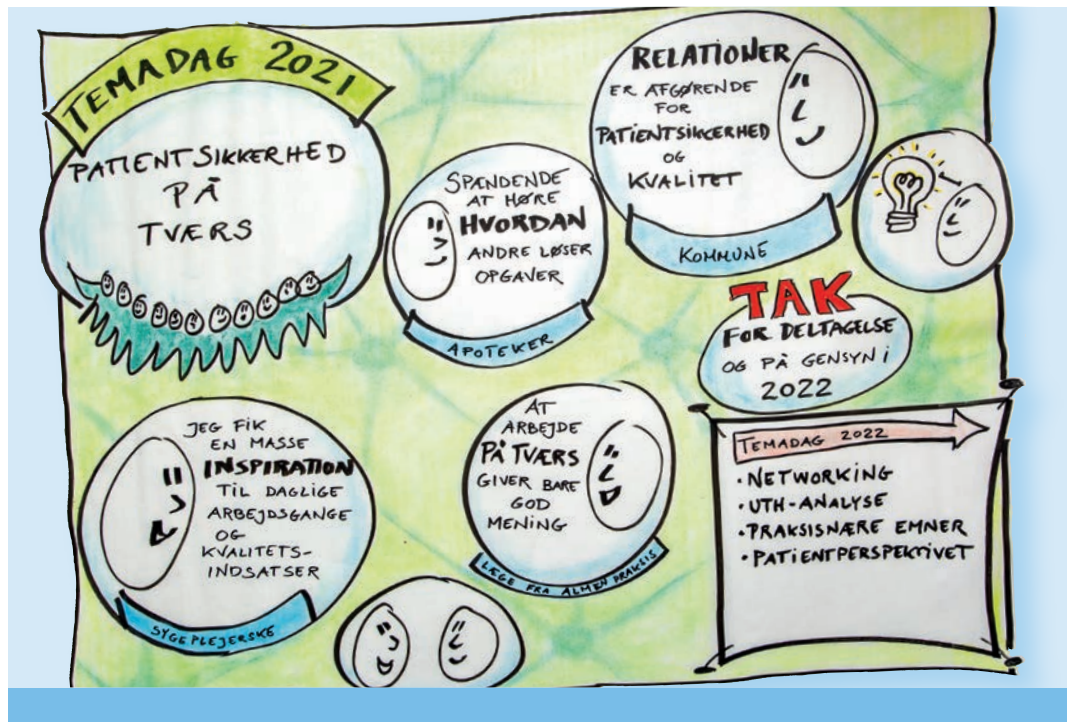 TEMADAG 2021
PATIENTSIKKERHED
PÅ
TVÆRS
SPÆNDENDE
AT HØRE
HVORDAN
ANDRE LØSER
OPGAVER
APOTEKER
RELATIONER
ER AFGØRENDE
FOR
PATIENTSIKKERHED
OG
KVALITET
KOMMUNE
TAK
FOR DELTAGELSE
OG PÅ GENSYN I
2022
JEG FIK
EN MASSE
INSPIRATION
TIL DAGLIGE
ARBEJDSGANGE
OG
KVALITETS-
INDSATSER
SYGEPLEJERSKE
AT
ARBEJDE
PÅ TVÆRS
GIVER BARE
GOD
MENING
LÆGE FRA ALMEN PRAKSIS
TEMADAG 2022
• NETWORKING
• UTH-ANALYSE
• PRAKSISNÆRE EMNER
• PATIENTPERSPEKTIVET